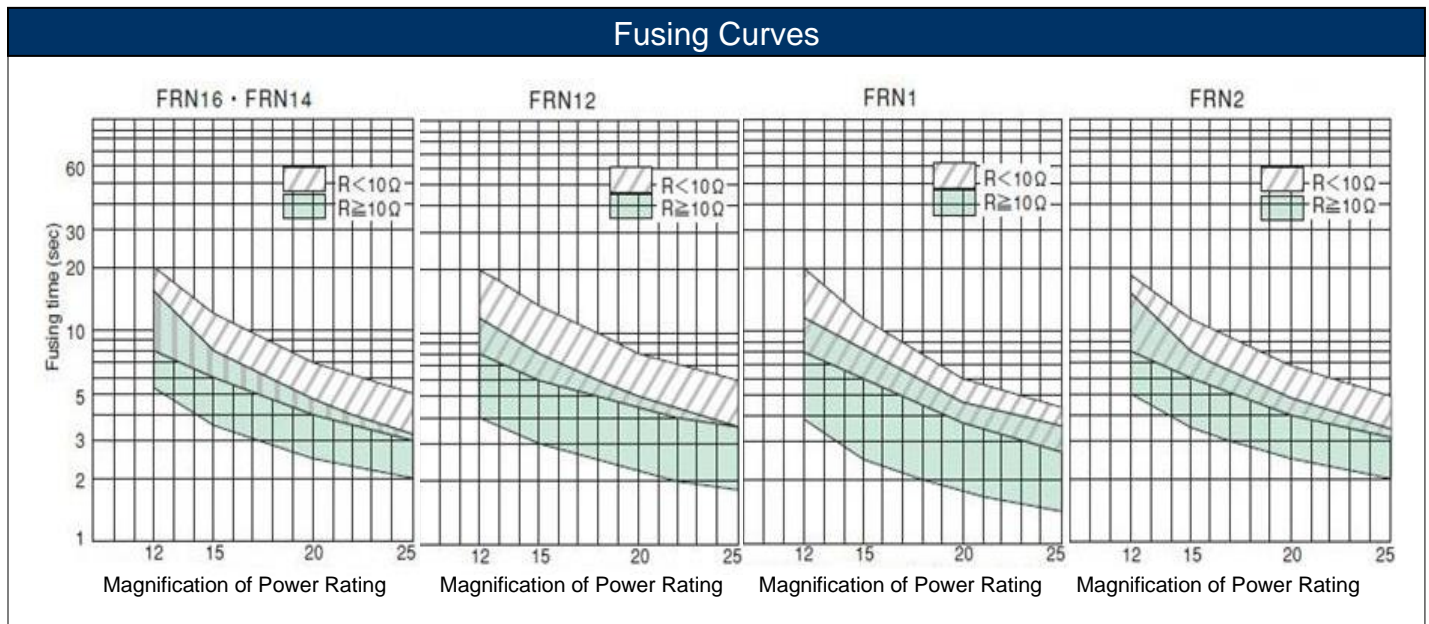 Fusing Curves
FRN16・FRN14
FRN12
FRN1
FRN2
Fusing time (sec)
60
30
20
10
5
3
2
1
R<10Ω
R≧10Ω
R<10Ω
R≧10Ω
R<10Ω
R≧10Ω
R<10Ω
R≧10Ω
12 15 20 25
12 15 20 25
12 15 20 25
12 15 20 25
Magnification of Power Rating
Magnification of Power Rating
Magnification of Power Rating
Magnification of Power Rating